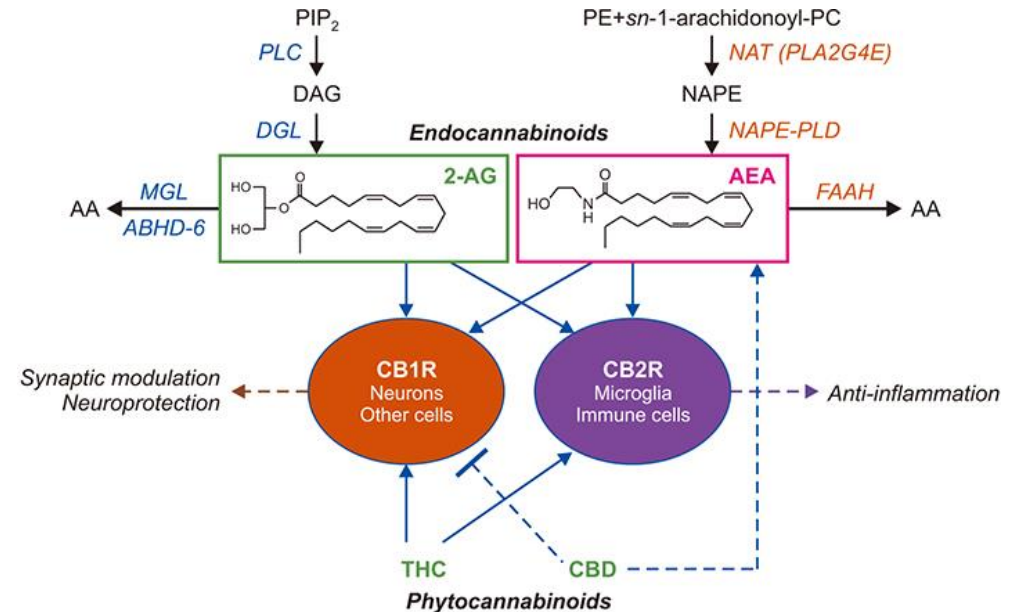 PIP2
PE+sn-1-arachidonoyl-PC
PLC
NAT (PLA2G4E)
DAG
NAPE
DGL
Endocannabinoids
NAPE-PLD
2-AG
AEA
HO
O
O
HO
HO
O
N
H
AA
MGL
ABHD-6
FAAH
AA
CB1R
Neurons
Other cells
CB2R
Microglia
Immune cells
Synaptic modulation
Neuroprotection
Anti-inflammation
THC
CBD
Phytocannabinoids